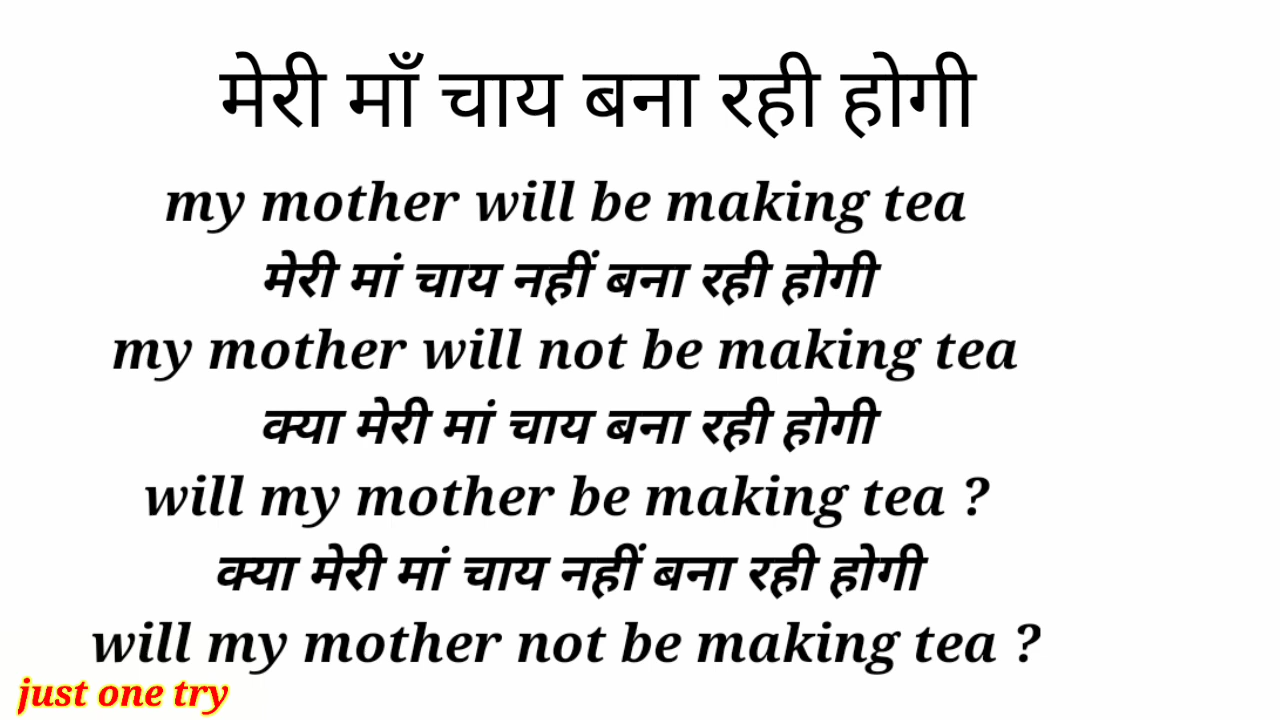 मेरी माँ चाय बना रही होगी
my mother will be making tea
मेरी मां चाय नहीं बना रही होगी
my mother will not be making tea
क्या मेरी मां चाय बना रही होगी
will my mother be making tea ?
क्या मेरी मां चाय नहीं बना रही होगी
will my mother not be making tea ?
just one try